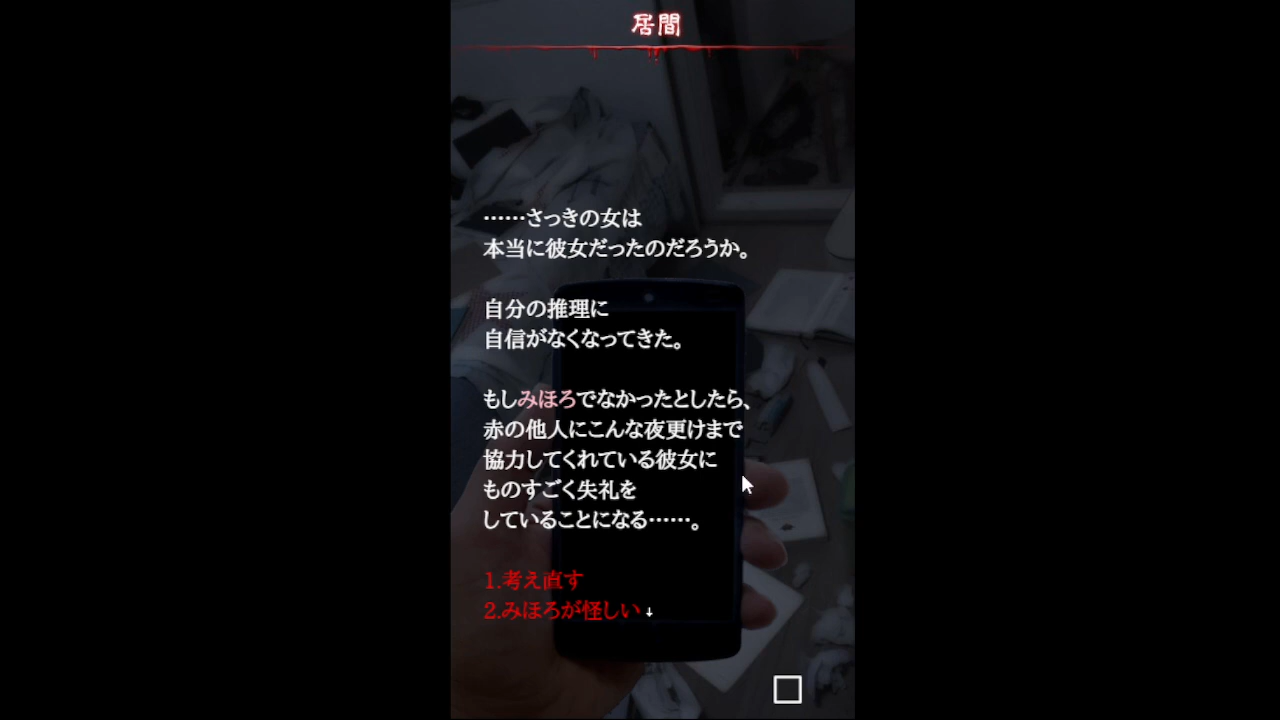 居間
……さっきの女は
本当に彼女だったのだろうか。
自分の推理に
自信がなくなってきた。
もしみほろでなかったとしたら、
赤の他人にこんな夜更けまで
協力してくれている彼女に
ものすごく失礼を
していることになる……。
1.考え直す
2.みほろが怪しい↓